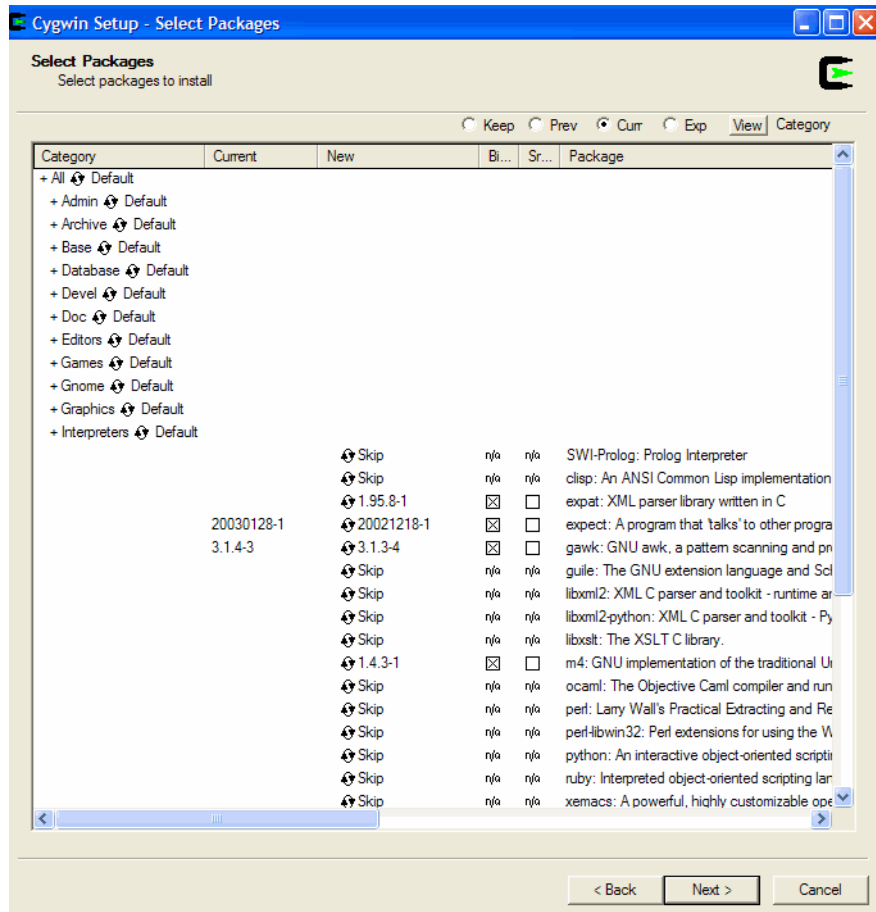 Cygwin Setup - Select Packages
Select Packages
Select packages to install
Keep Prev Curr Exp View Category
Category Current New Bi... Sr... Package
+ All Default
+ Admin Default
+ Archive Default
+ Base Default
+ Database Default
+ Devel Default
+ Doc Default
+ Editors Default
+ Games Default
+ Gnome Default
+ Graphics Default
+ Interpreters Default
Skip n/a n/a SWI-Prolog: Prolog Interpreter
Skip n/a n/a clisp: An ANSI Common Lisp implementation
1.95.8-1 expat: XML parser library written in C
20030128-1 20021218-1 expect: A program that 'talks' to other progra
3.1.4-3 3.1.3-4 gawk: GNU awk, a pattern scanning and pr
Skip n/a n/a guile: The GNU extension language and Scl
Skip n/a n/a libxml2: XML C parser and toolkit - runtime ar
Skip n/a n/a libxml2-python: XML C parser and toolkit - Py
Skip n/a n/a libxslt: The XSLT C library.
1.4.3-1 m4: GNU implementation of the traditional U
Skip n/a n/a ocaml: The Objective Caml compiler and run
Skip n/a n/a perl: Larry Wall's Practical Extracting and Re
Skip n/a n/a perl-libwin32: Perl extensions for using the W
Skip n/a n/a python: An interactive object-oriented scripti
Skip n/a n/a ruby: Interpreted object-oriented scripting lan
Skip n/a n/a xemacs: A powerful, highly customizable ope
< Back Next > Cancel